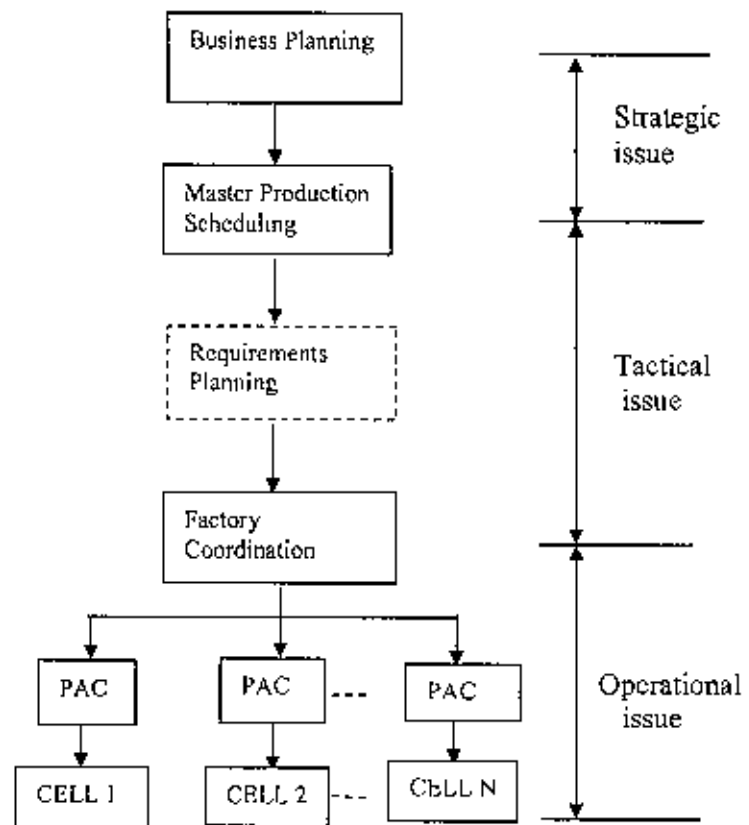 Business Planning
Strategic
issue
Master Production
Scheduling
Requirements
Planning
Tactical
issue
Factory
Coordination
PAC
PAC
PAC
Operational
issue
CELL 1
CELL 2
CELL N